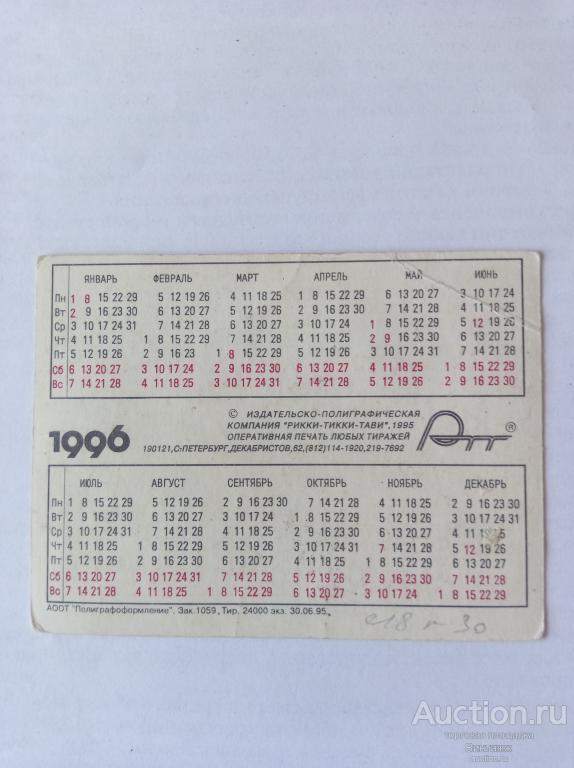 ЯНВАРЬ ФЕВРАЛЬ МАРТ АПРЕЛЬ МАЙ ИЮНЬ
Пн 1 8 15 22 29 5 12 19 26 4 11 18 25 1 8 15 22 29 6 13 20 27 3 10 17 24
Вт 2 9 16 23 30 6 13 20 27 5 12 19 26 2 9 16 23 30 7 14 21 28 4 11 18 25
Ср 3 10 17 24 31 7 14 21 28 6 13 20 27 3 10 17 24 1 8 15 22 29 5 12 19 26
Чт 4 11 18 25 1 8 15 22 29 7 14 21 28 4 11 18 25 2 9 16 23 30 6 13 20 27
Пт 5 12 19 26 2 9 16 23 1 8 15 22 29 5 12 19 26 3 10 17 24 31 7 14 21 28
Сб 6 13 20 27 3 10 17 24 2 9 16 23 30 6 13 20 27 4 11 18 25 1 8 15 22 29
Вс 7 14 21 28 4 11 18 25 3 10 17 24 31 7 14 21 28 5 12 19 26 2 9 16 23 30
1996
© ИЗДАТЕЛЬСКО-ПОЛИГРАФИЧЕСКАЯ
КОМПАНИЯ "РИККИ-ТИККИ-ТАВИ",1995
ОПЕРАТИВНАЯ ПЕЧАТЬ ЛЮБЫХ ТИРАЖЕЙ
190121,С-ПЕТЕРБУРГ,ДЕКАБРИСТОВ,62,(812)114-1920,219-7692
РТТ ®
ИЮЛЬ АВГУСТ СЕНТЯБРЬ ОКТЯБРЬ НОЯБРЬ ДЕКАБРЬ
Пн 1 8 15 22 29 5 12 19 26 2 9 16 23 30 7 14 21 28 4 11 18 25 2 9 16 23 30
Вт 2 9 16 23 30 6 13 20 27 3 10 17 24 1 8 15 22 29 5 12 19 26 3 10 17 24 31
Ср 3 10 17 24 31 7 14 21 28 4 11 18 25 2 9 16 23 30 6 13 20 27 4 11 18 25
Чт 4 11 18 25 1 8 15 22 29 5 12 19 26 3 10 17 24 31 7 14 21 28 5 12 19 26
Пт 5 12 19 26 2 9 16 23 30 6 13 20 27 4 11 18 25 1 8 15 22 29 6 13 20 27
Сб 6 13 20 27 3 10 17 24 31 7 14 21 28 5 12 19 26 2 9 16 23 30 7 14 21 28
Вс 7 14 21 28 4 11 18 25 1 8 15 22 29 6 13 20 27 3 10 17 24 1 8 15 22 29
АООТ "Полиграфоформление". Зак. 1059, Тир. 24000 экз. 30.06.95.
Аукцион.ru
торговая площадка
auction.ru